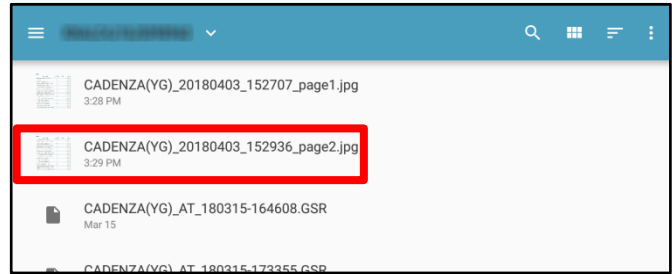 CADENZA(YG)_20180403_152707_page1.jpg
3:28 PM
CADENZA(YG)_20180403_152936_page2.jpg
3:29 PM
CADENZA(YG)_AT_180315-164608.GSR
Mar 15
CADENZA(YG)_AT_180315-173355.GSR